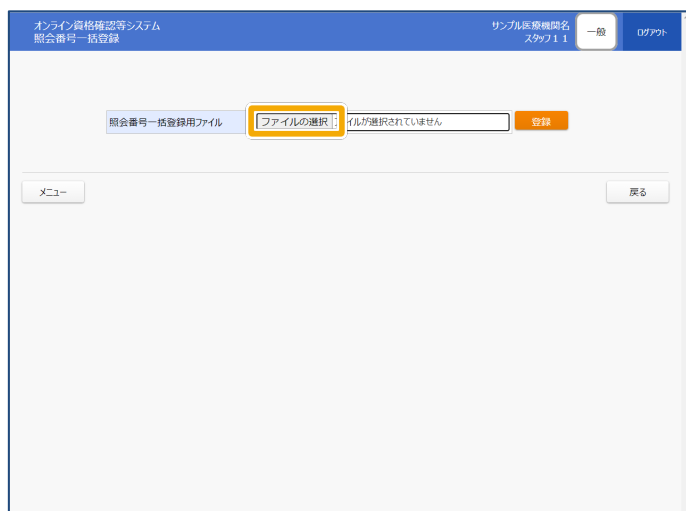 オンライン資格確認等システム
照会番号一括登録
サンプル医療機関名
スタッフ１１
一般
ログアウト
照会番号一括登録用ファイル
ファイルの選択
イルが選択されていません
登録
メニュー
戻る